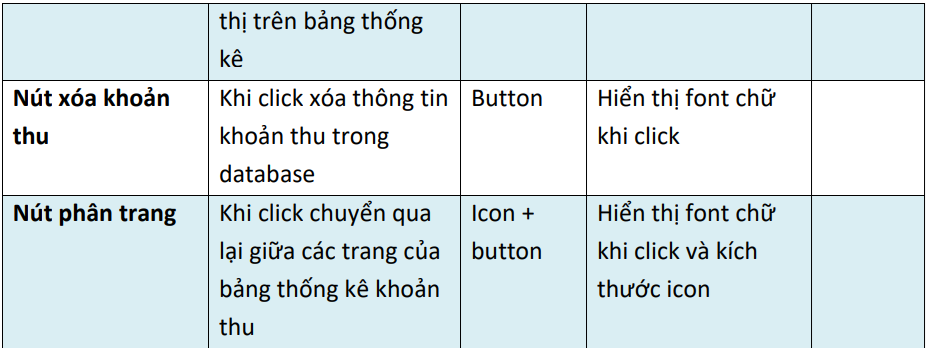 thị trên bảng thống
kê
Nút xóa khoản
thu
Khi click xóa thông tin
khoản thu trong
database
Button
Hiển thị font chữ
khi click
Nút phân trang
Khi click chuyển qua
lại giữa các trang của
bảng thống kê khoản
thu
Icon +
button
Hiển thị font chữ
khi click và kích
thước icon